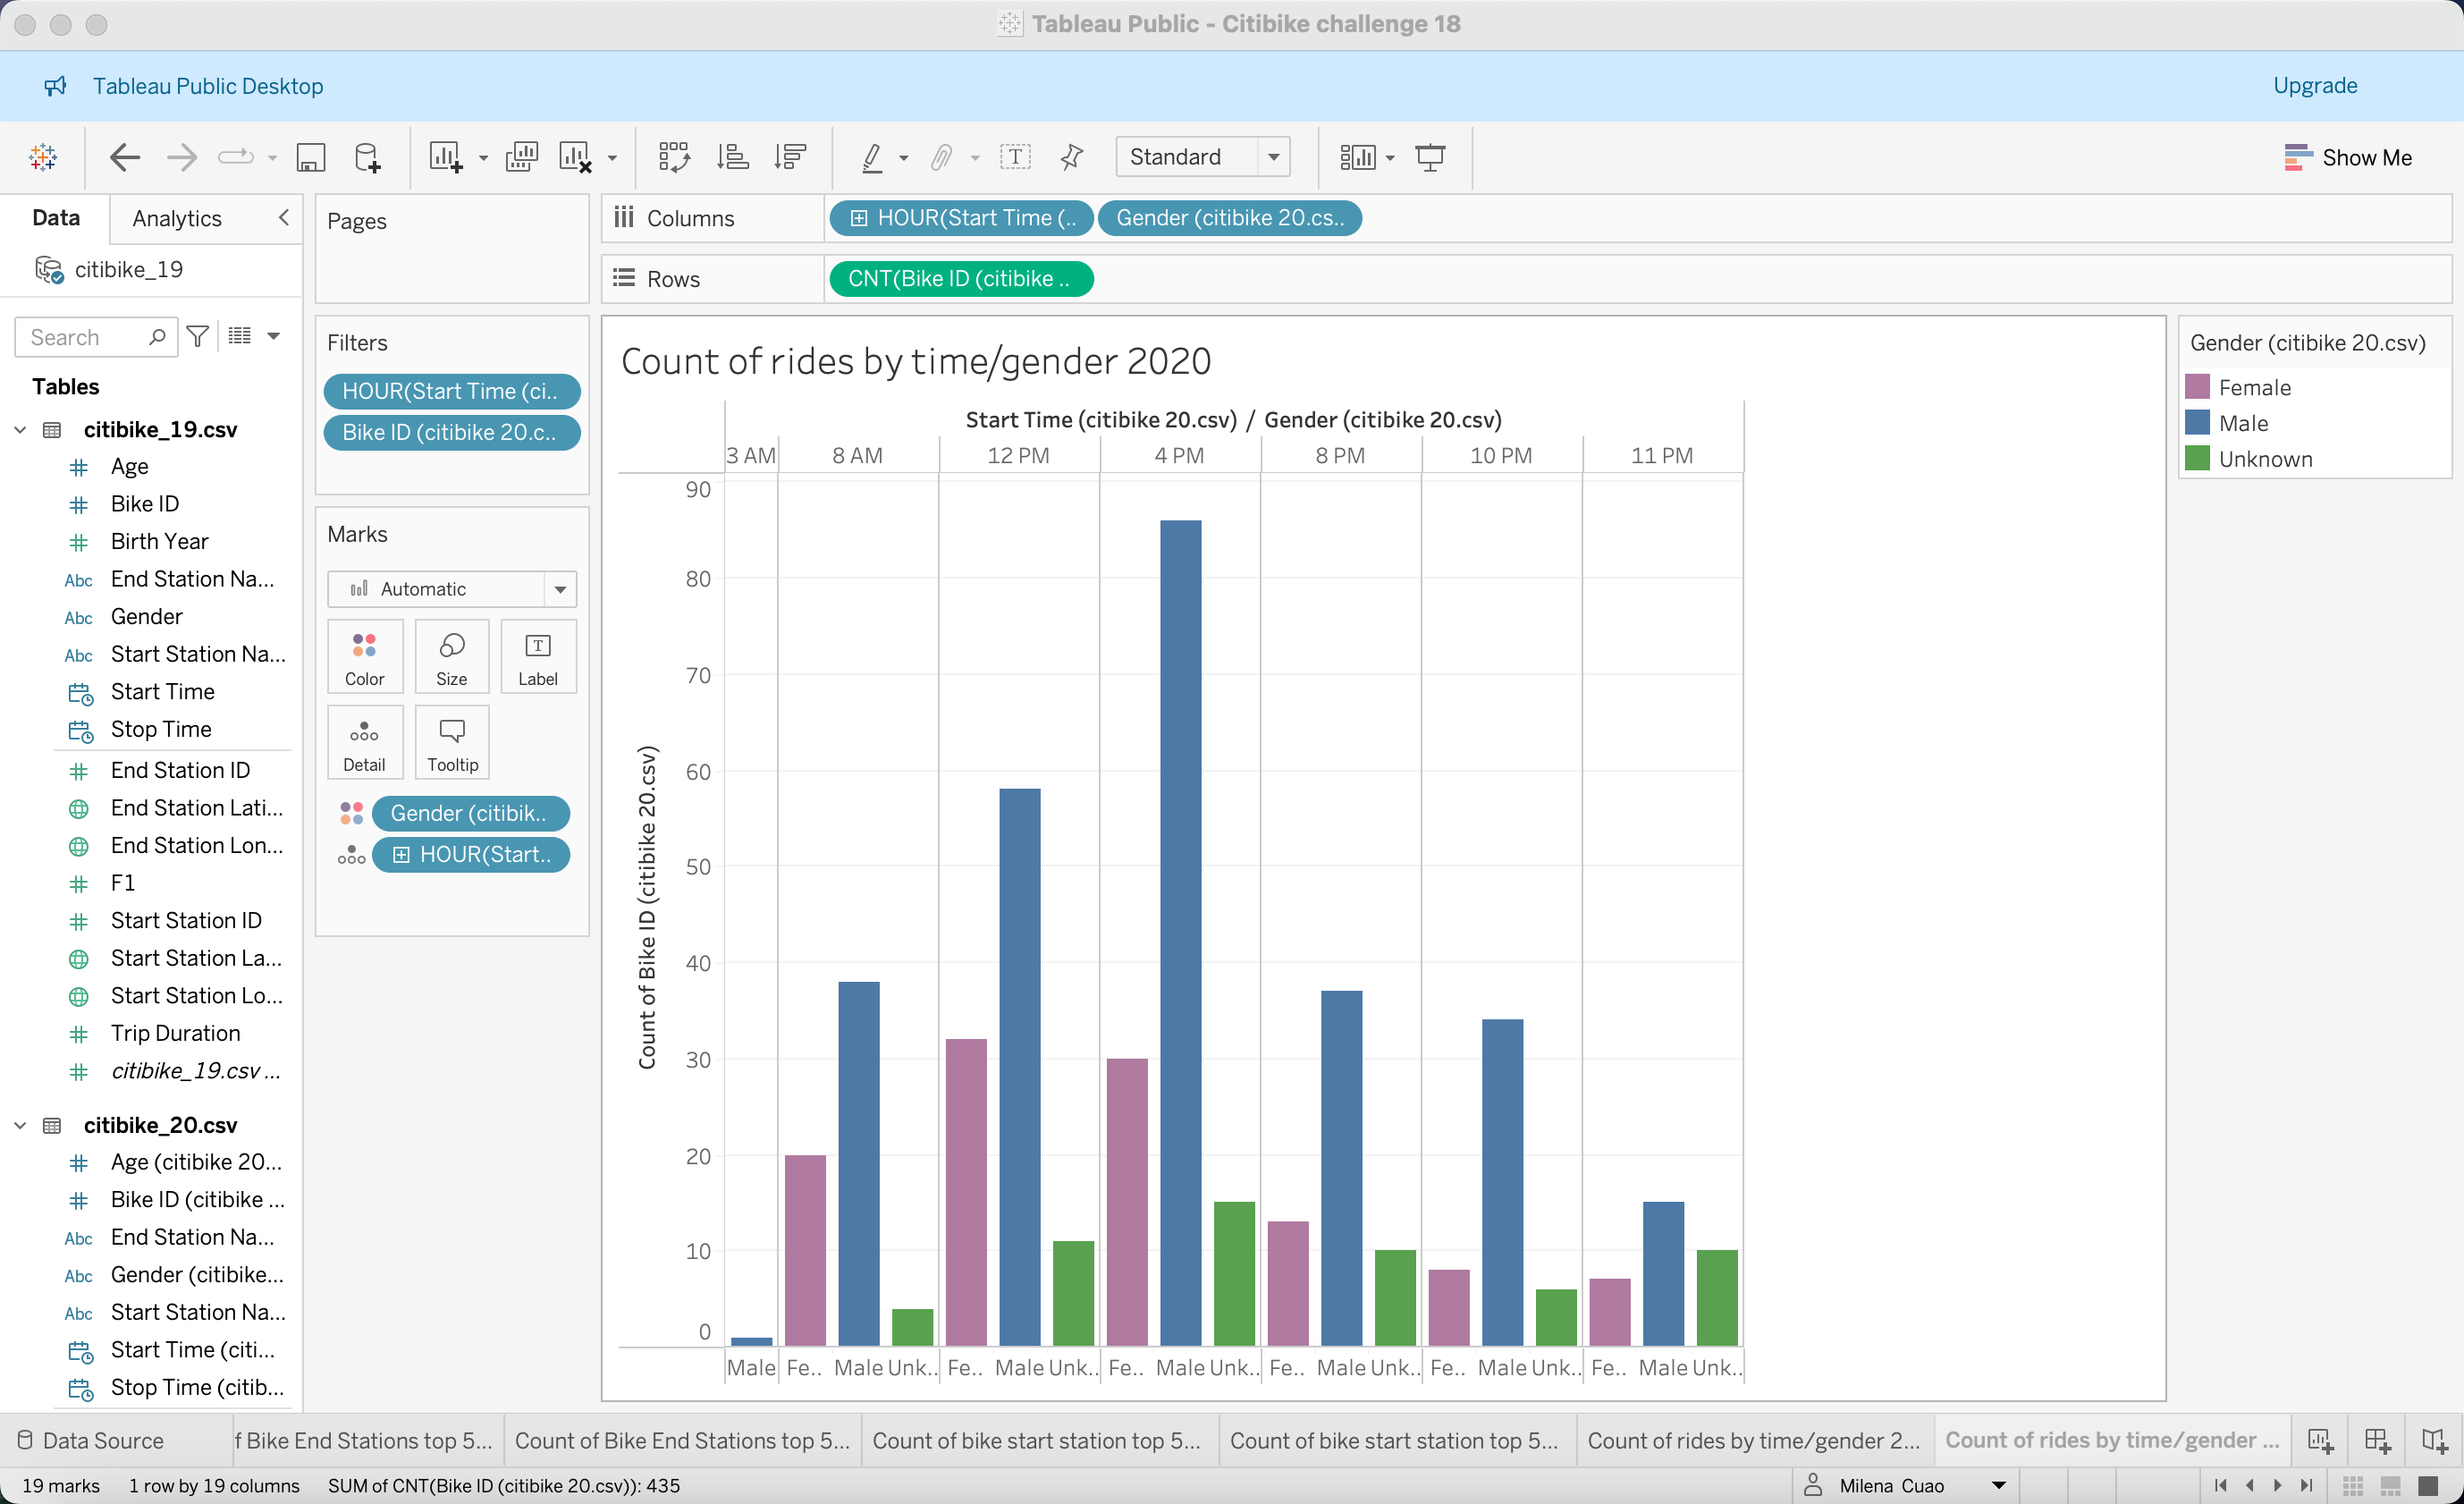 Tableau Public - Citibike challenge 18
Tableau Public Desktop
Upgrade
Standard
Show Me
Data
Analytics
citibike_19
Search
Tables
citibike_19.csv
Age
Bike ID
Birth Year
Abc End Station Na...
Abc Gender
Abc Start Station Na...
Start Time
Stop Time
End Station ID
End Station Lati...
End Station Lon...
F1
Start Station ID
Start Station La...
Start Station Lo...
Trip Duration
citibike_19.csv ...
citibike_20.csv
Age (citibike 20...
Bike ID (citibike ...
Abc End Station Na...
Abc Gender (citibike...
Abc Start Station Na...
Start Time (citi...
Stop Time (citib...
Pages
Filters
HOUR(Start Time (ci..
Bike ID (citibike 20.c..
Marks
Automatic
Color
Size
T
Label
Detail
Tooltip
Gender (citibik..
HOUR(Start..
Columns
HOUR(Start Time (..
Gender (citibike 20.cs..
Rows
CNT(Bike ID (citibike ..
Count of rides by time/gender 2020
Start Time (citibike 20.csv) / Gender (citibike 20.csv)
3 AM 8 AM 12 PM 4 PM 8 PM 10 PM 11 PM
Count of Bike ID (citibike 20.csv)
90
80
70
60
50
40
30
20
10
0
Male Fe.. Male Unk.. Fe.. Male Unk.. Fe.. Male Unk.. Fe.. Male Unk.. Fe.. Male Unk.. Fe.. Male Unk..
Gender (citibike 20.csv)
Female
Male
Unknown
Data Source
f Bike End Stations top 5...
Count of Bike End Stations top 5...
Count of bike start station top 5...
Count of bike start station top 5...
Count of rides by time/gender 2...
Count of rides by time/gender ...
19 marks
1 row by 19 columns
SUM of CNT(Bike ID (citibike 20.csv)): 435
Milena Cuao